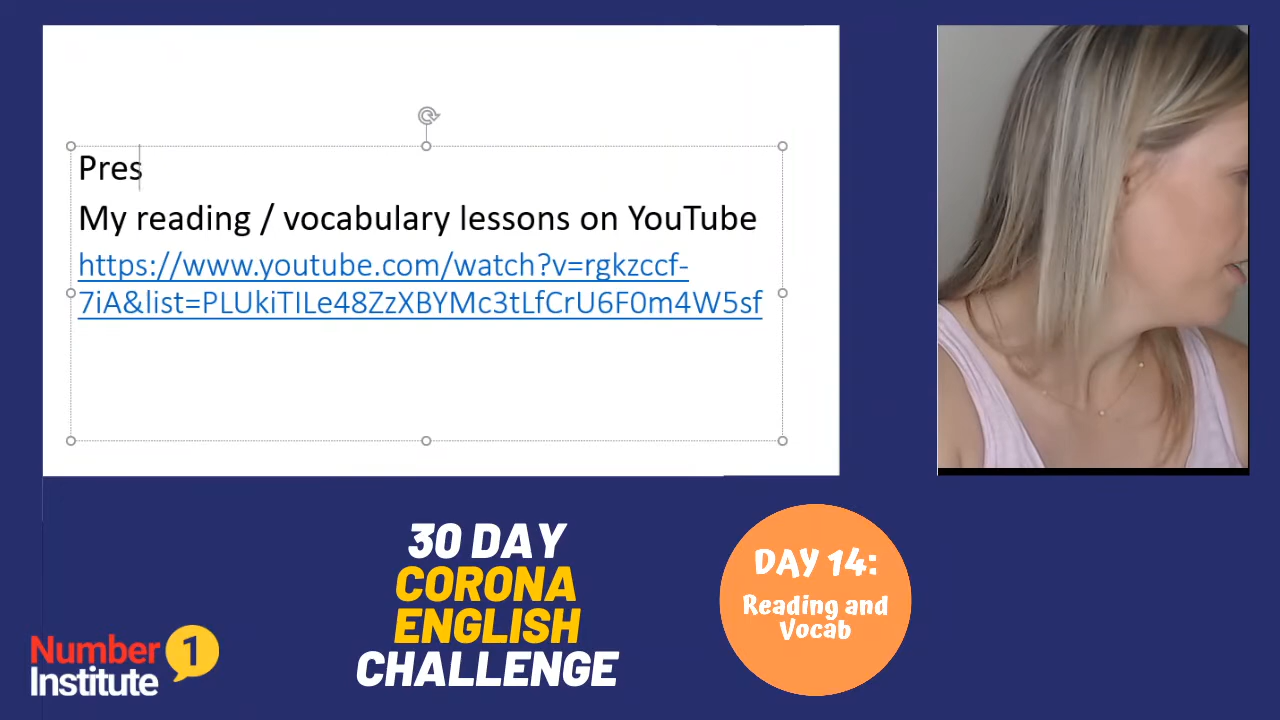 Pres
My reading / vocabulary lessons on YouTube
https://www.youtube.com/watch?v=rgkzccf-
7iA&list=PLUkiTILe48ZzXBYMc3tLfCrU6F0m4W5sf
30 DAY
CORONA
ENGLISH
CHALLENGE
DAY 14:
Reading and
Vocab
Number 1
Institute